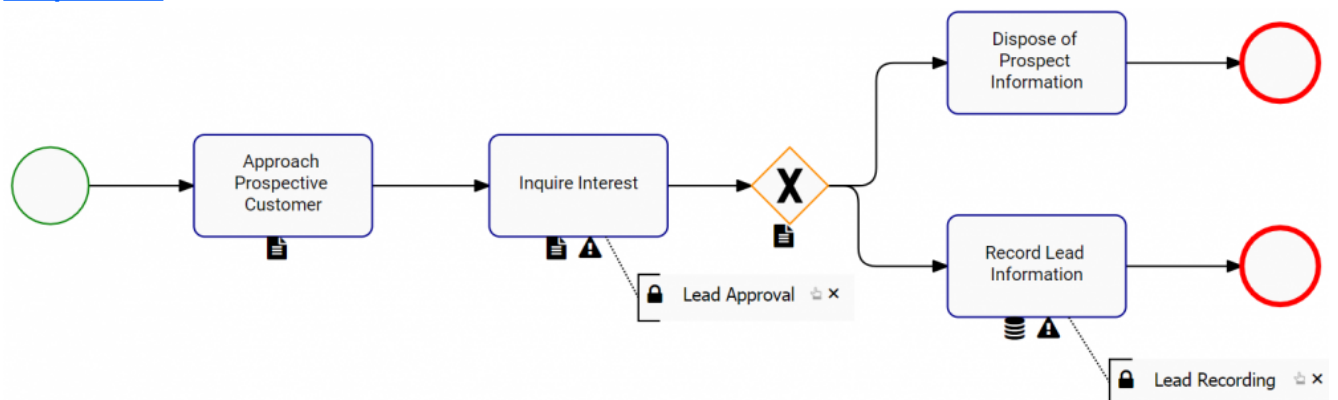 Approach
Prospective
Customer
Inquire Interest
X
Lead Approval
Dispose of
Prospect
Information
Record Lead
Information
Lead Recording